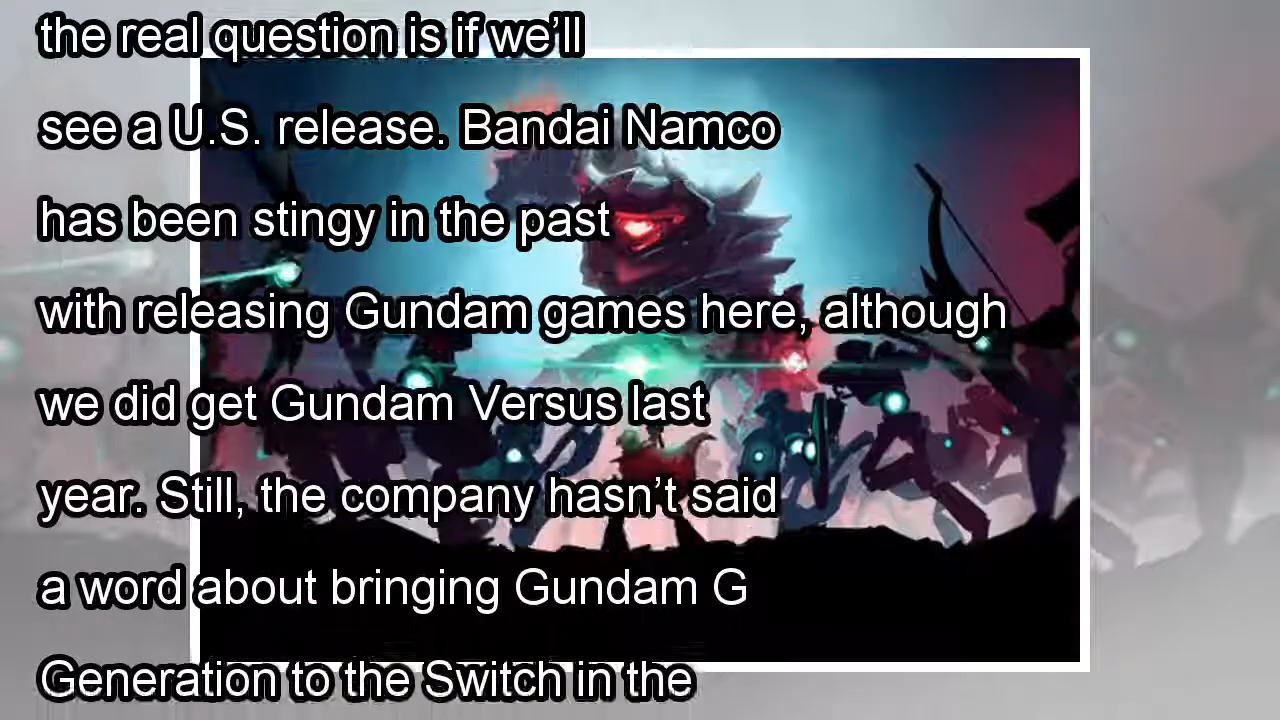 the real question is if we’ll
see a U.S. release. Bandai Namco
has been stingy in the past
with releasing Gundam games here, although
we did get Gundam Versus last
year. Still, the company hasn’t said
a word about bringing Gundam G
Generation to the Switch in the